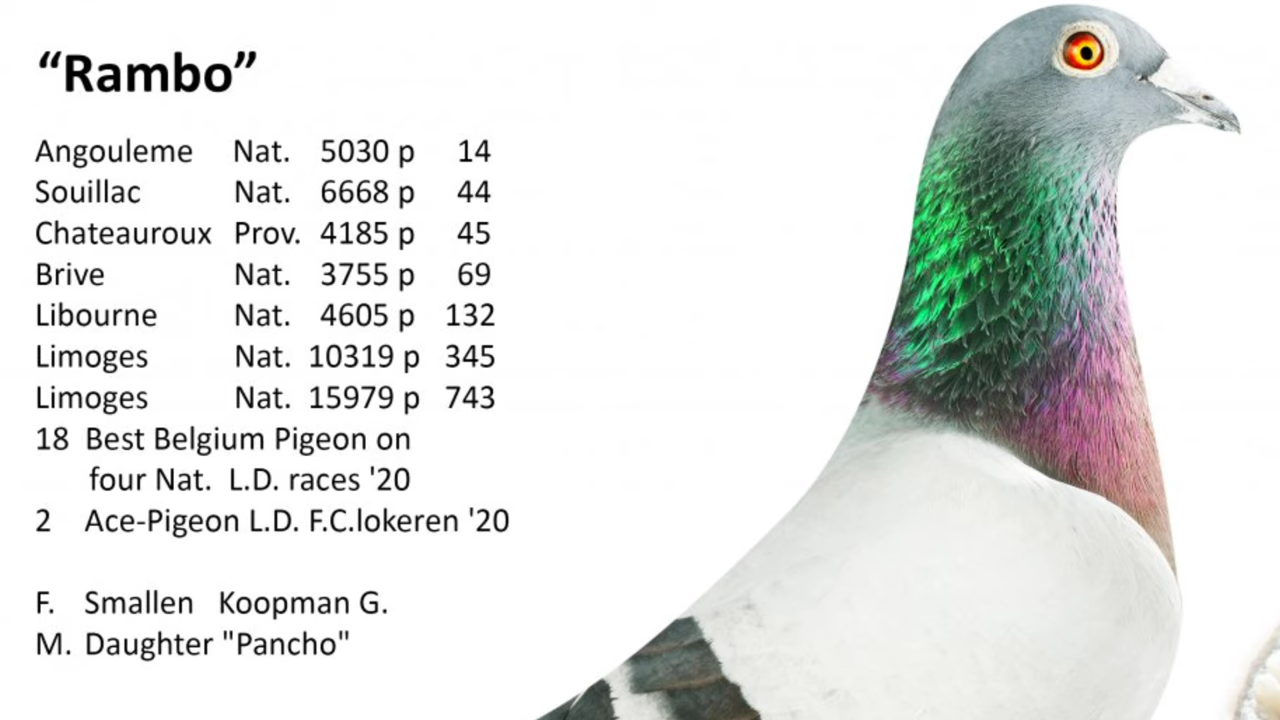 “Rambo”
Angouleme Nat. 5030 p 14
Souillac Nat. 6668 p 44
Chateauroux Prov. 4185 p 45
Brive Nat. 3755 p 69
Libourne Nat. 4605 p 132
Limoges Nat. 10319 p 345
Limoges Nat. 15979 p 743
18 Best Belgium Pigeon on
four Nat. L.D. races '20
2 Ace-Pigeon L.D. F.C.lokeren '20
F. Smallen Koopman G.
M. Daughter "Pancho"